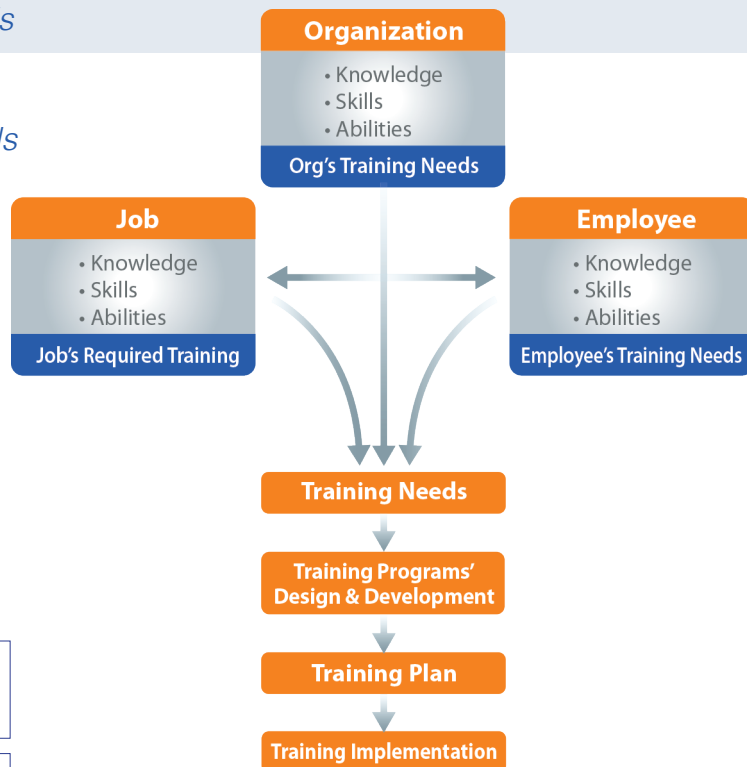 Organization
• Knowledge
• Skills
• Abilities
Org's Training Needs
Job
• Knowledge
• Skills
• Abilities
Job's Required Training
Employee
• Knowledge
• Skills
• Abilities
Employee's Training Needs
Training Needs
Training Programs'
Design & Development
Training Plan
Training Implementation